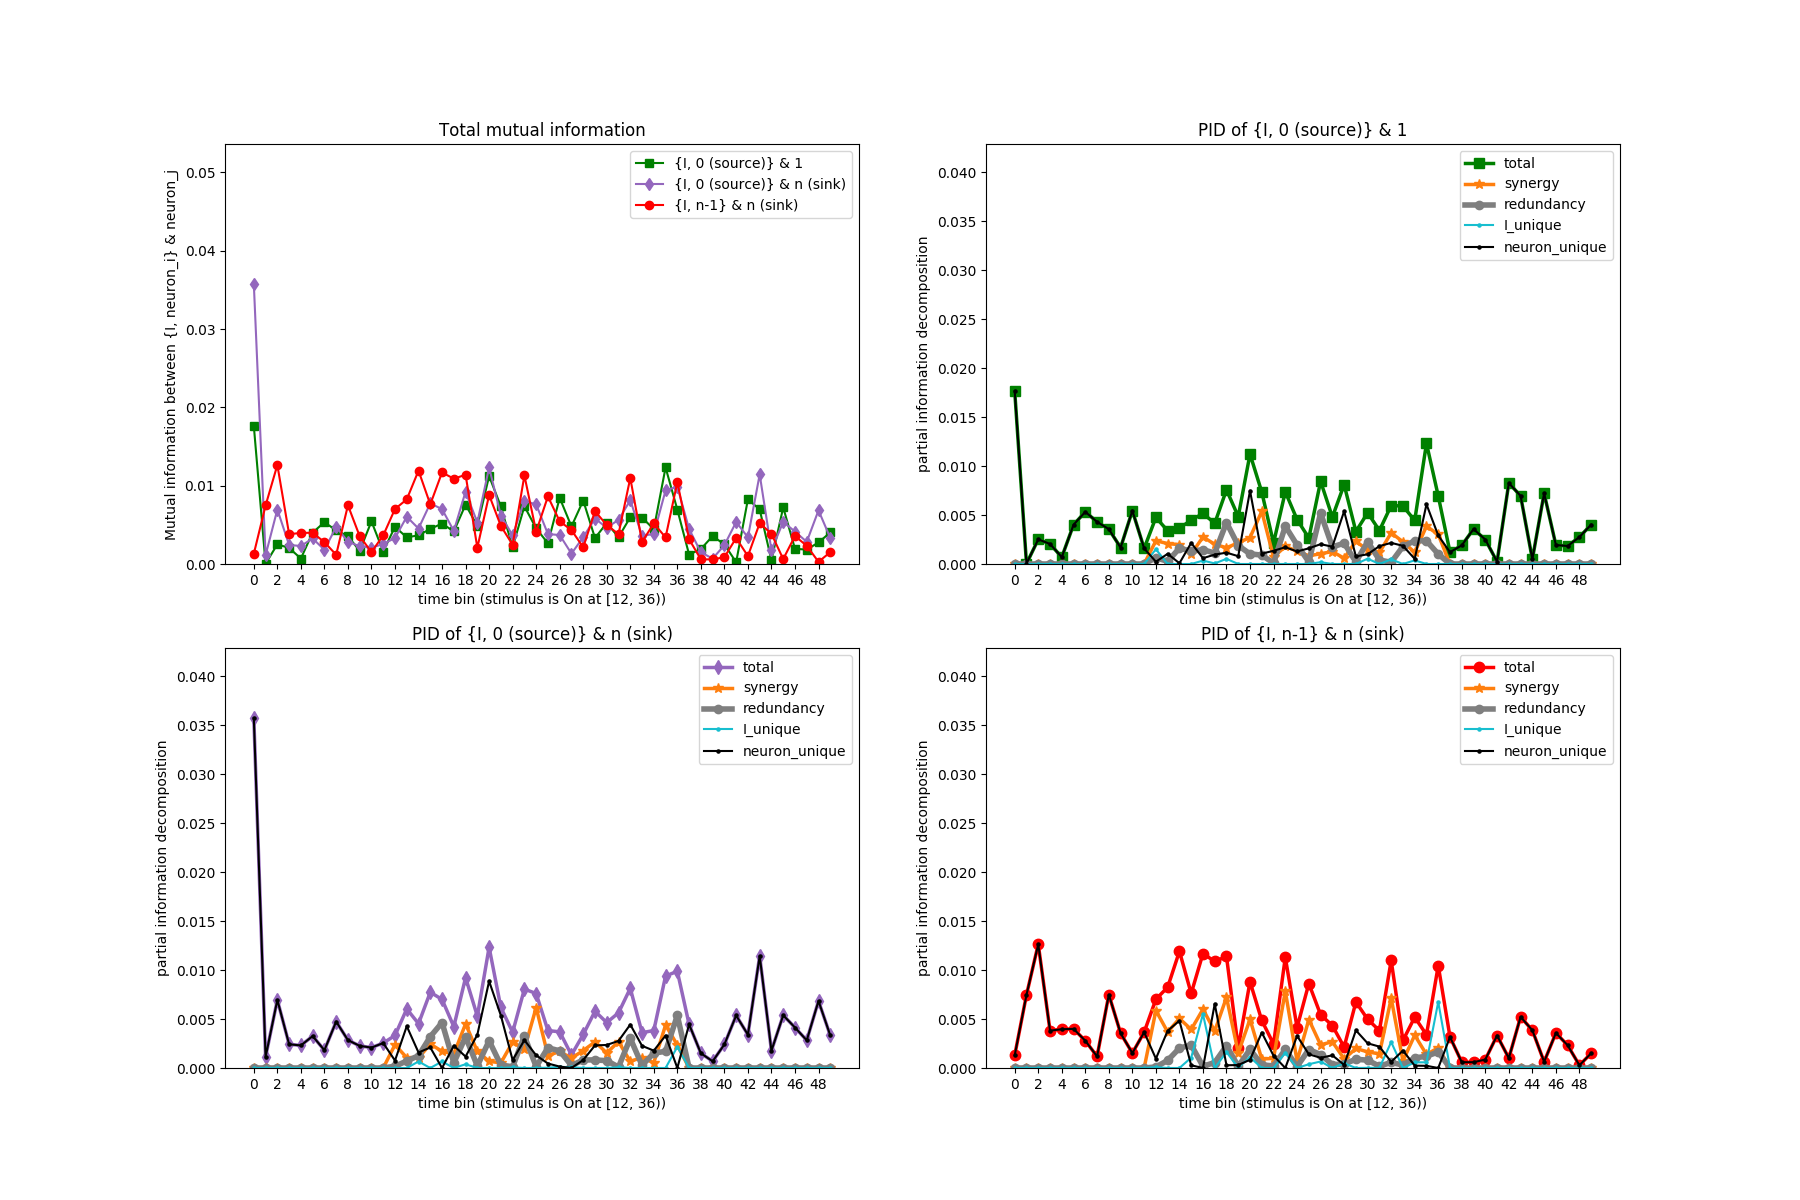 Total mutual information
Mutual information between {I, neuron_i} & neuron_j
0.05
0.04
0.03
0.02
0.01
0.00
{I, 0 (source)} & 1
{I, 0 (source)} & n (sink)
{I, n-1} & n (sink)
0 2 4 6 8 10 12 14 16 18 20 22 24 26 28 30 32 34 36 38 40 42 44 46 48
time bin (stimulus is On at [12, 36))
PID of {I, 0 (source)} & 1
partial information decomposition
0.040
0.035
0.030
0.025
0.020
0.015
0.010
0.005
0.000
total
synergy
redundancy
I_unique
neuron_unique
0 2 4 6 8 10 12 14 16 18 20 22 24 26 28 30 32 34 36 38 40 42 44 46 48
time bin (stimulus is On at [12, 36))
PID of {I, 0 (source)} & n (sink)
partial information decomposition
0.040
0.035
0.030
0.025
0.020
0.015
0.010
0.005
0.000
total
synergy
redundancy
I_unique
neuron_unique
0 2 4 6 8 10 12 14 16 18 20 22 24 26 28 30 32 34 36 38 40 42 44 46 48
time bin (stimulus is On at [12, 36))
PID of {I, n-1} & n (sink)
partial information decomposition
0.040
0.035
0.030
0.025
0.020
0.015
0.010
0.005
0.000
total
synergy
redundancy
I_unique
neuron_unique
0 2 4 6 8 10 12 14 16 18 20 22 24 26 28 30 32 34 36 38 40 42 44 46 48
time bin (stimulus is On at [12, 36))